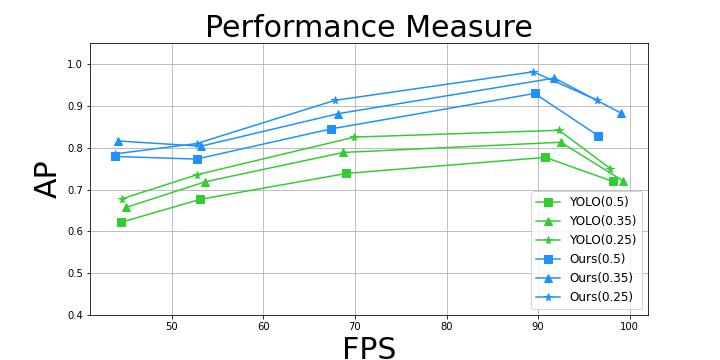 Performance Measure
AP
1.0
0.9
0.8
0.7
0.6
0.5
0.4
YOLO(0.5)
YOLO(0.35)
YOLO(0.25)
Ours(0.5)
Ours(0.35)
Ours(0.25)
50 60 70 80 90 100
FPS